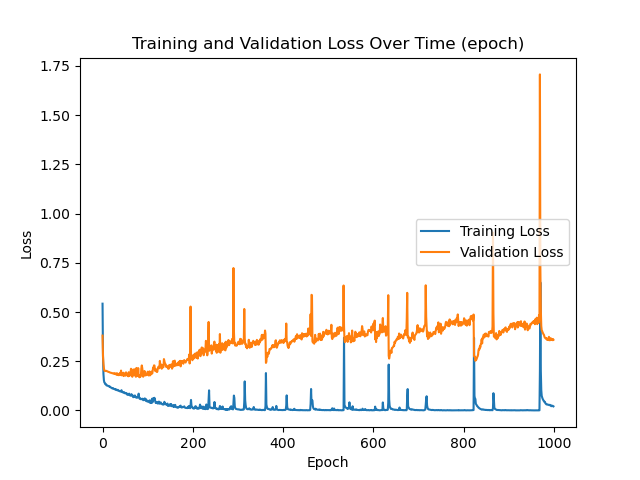 Training and Validation Loss Over Time (epoch)
1.75
1.50
1.25
1.00
0.75
0.50
0.25
0.00
Loss
Training Loss
Validation Loss
0
200
400
600
800
1000
Epoch